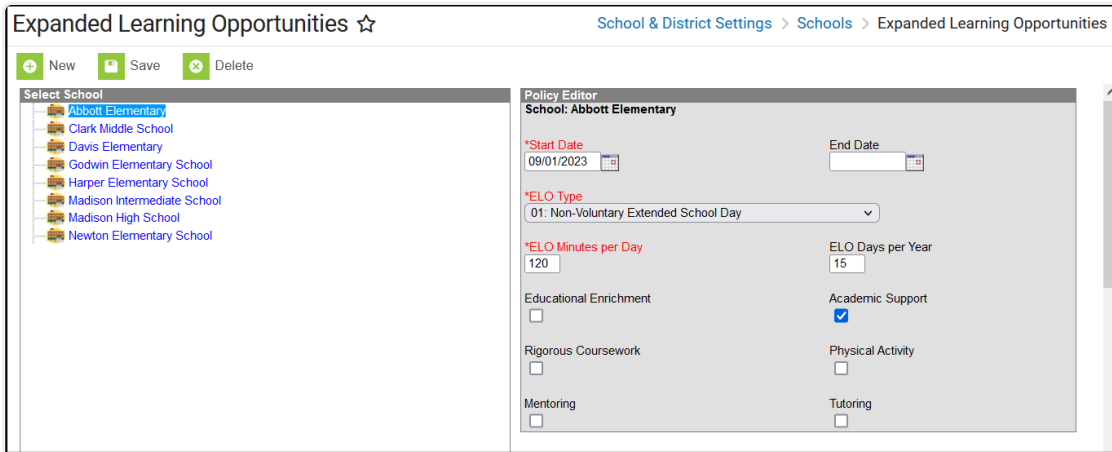 Expanded Learning Opportunities ☆
School & District Settings > Schools > Expanded Learning Opportunities
New Save Delete
Select School
Abbott Elementary
Clark Middle School
Davis Elementary
Godwin Elementary School
Harper Elementary School
Madison Intermediate School
Madison High School
Newton Elementary School
Policy Editor
School: Abbott Elementary
*Start Date End Date
09/01/2023
*ELO Type
01: Non-Voluntary Extended School Day
*ELO Minutes per Day ELO Days per Year
120 15
Educational Enrichment Academic Support
Rigorous Coursework Physical Activity
Mentoring Tutoring